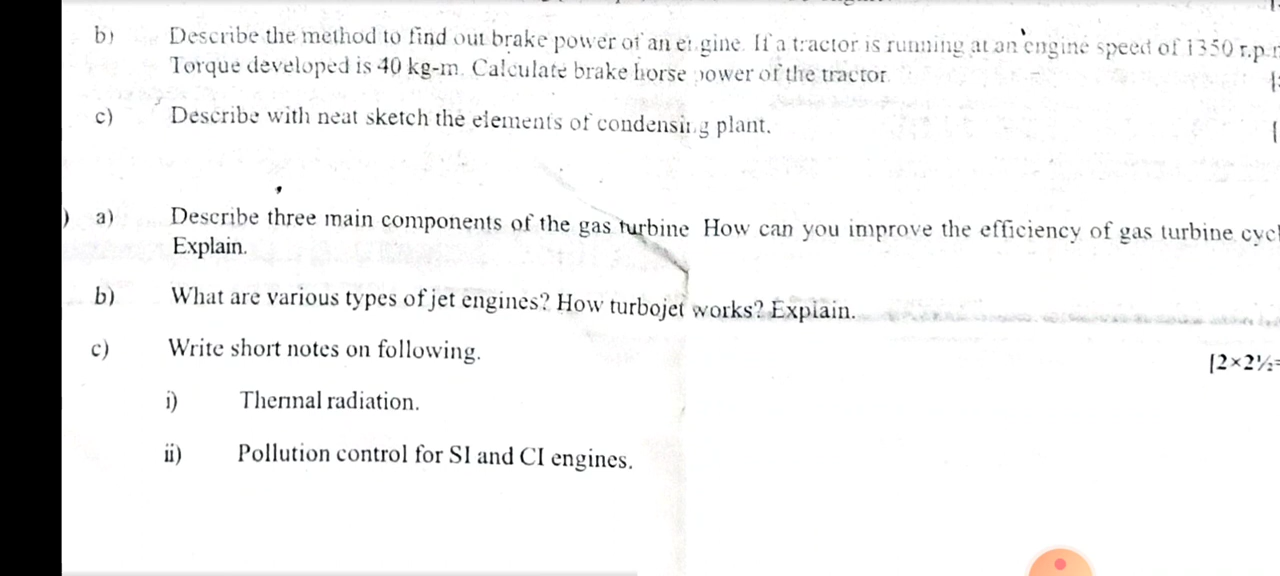 b) Describe the method to find out brake power of an engine. If a tractor is running at an engine speed of 1350 r.p.
Torque developed is 40 kg-m. Calculate brake horse power of the tractor.
c) Describe with neat sketch the elements of condensing plant.
) a) Describe three main components of the gas turbine How can you improve the efficiency of gas turbine
Explain.
b) What are various types of jet engines? How turbojet works? Explain.
c) Write short notes on following.
[2×2½=
i) Thermal radiation.
ii) Pollution control for SI and CI engines.